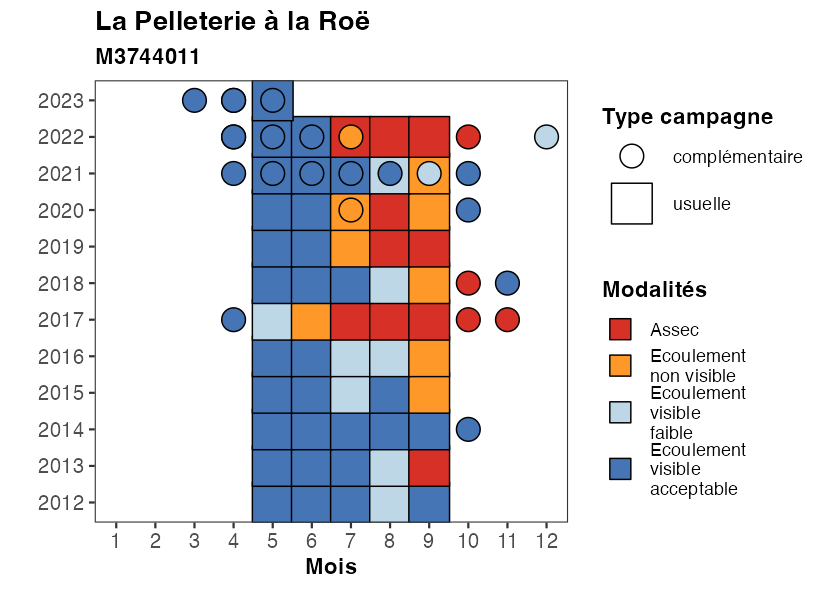 La Pelleterie à la Roë
M3744011
2023
2022
2021
2020
2019
2018
2017
2016
2015
2014
2013
2012
1 2 3 4 5 6 7 8 9 10 11 12
Mois
Type campagne
complémentaire
usuelle
Modalités
Assec
Ecoulement
non visible
Ecoulement
visible
faible
Ecoulement
visible
acceptable